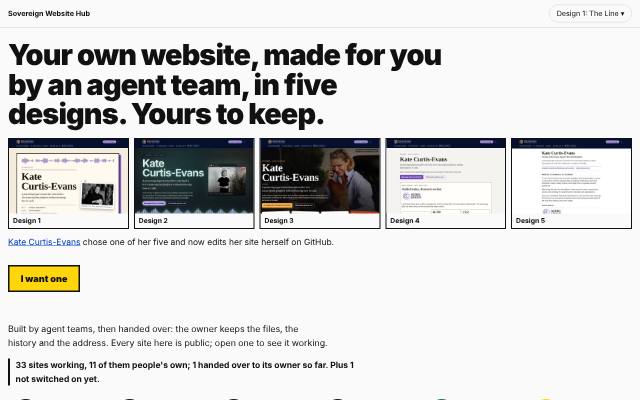 Sovereign Website Hub
Design 1: The Line ▾
Your own website, made for you
by an agent team, in five
designs. Yours to keep.
Kate
Curtis-Evans
Design 1
Kate
Curtis-Evans
Design 2
Kate
Curtis-Evans
Design 3
Kate Curtis-Evans
Design 4
Kate Curtis-Evans
Design 5
Kate Curtis-Evans chose one of her five and now edits her site herself on GitHub.
I want one
Built by agent teams, then handed over: the owner keeps the files, the
history and the address. Every site here is public; open one to see it working.
33 sites working, 11 of them people's own; 1 handed over to its owner so far. Plus 1
not switched on yet.